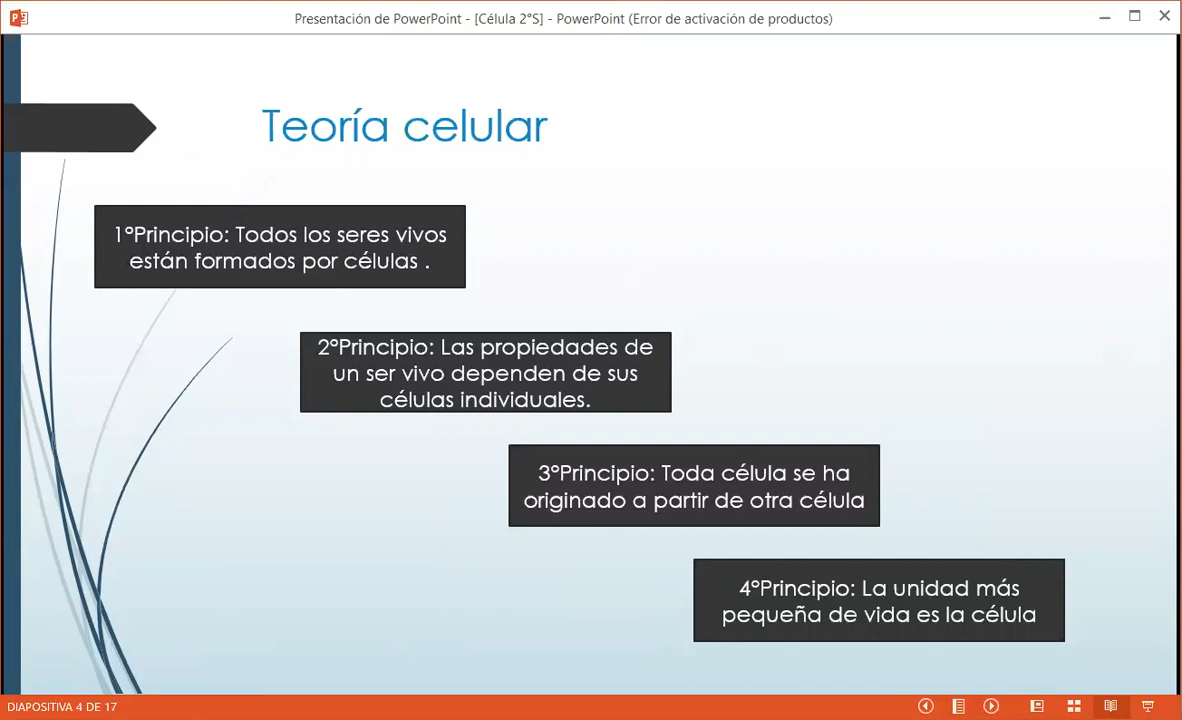 Presentación de PowerPoint - [Célula 2°S] - PowerPoint (Error de activación de productos)
Teoría celular
1°Principio: Todos los seres vivos
están formados por células .
2°Principio: Las propiedades de
un ser vivo dependen de sus
células individuales.
3°Principio: Toda célula se ha
originado a partir de otra célula
4°Principio: La unidad más
pequeña de vida es la célula
DIAPOSITIVA 4 DE 17